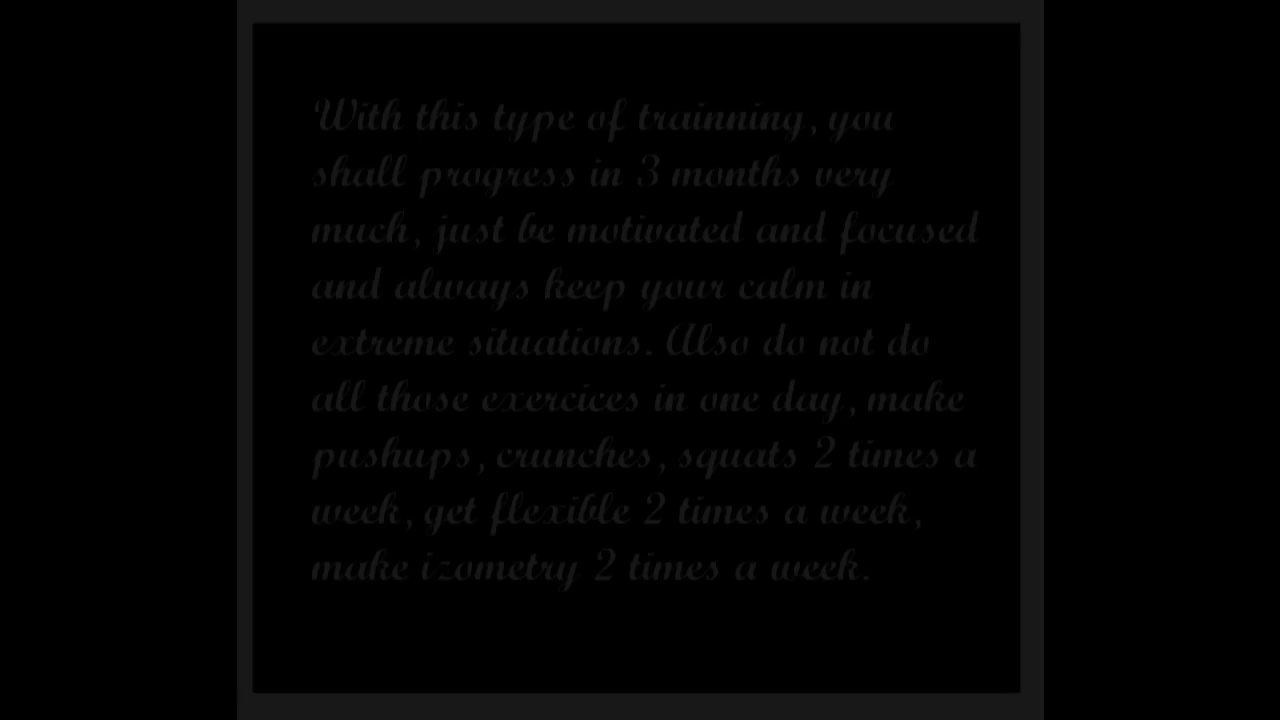 With this type of trainning, you
shall progress in 3 months very
much, just be motivated and focused
and always keep your calm in
extreme situations. Also do not do
all those exercices in one day, make
pushups, crunches, squats 2 times a
week, get flexible 2 times a week,
make izometry 2 times a week.